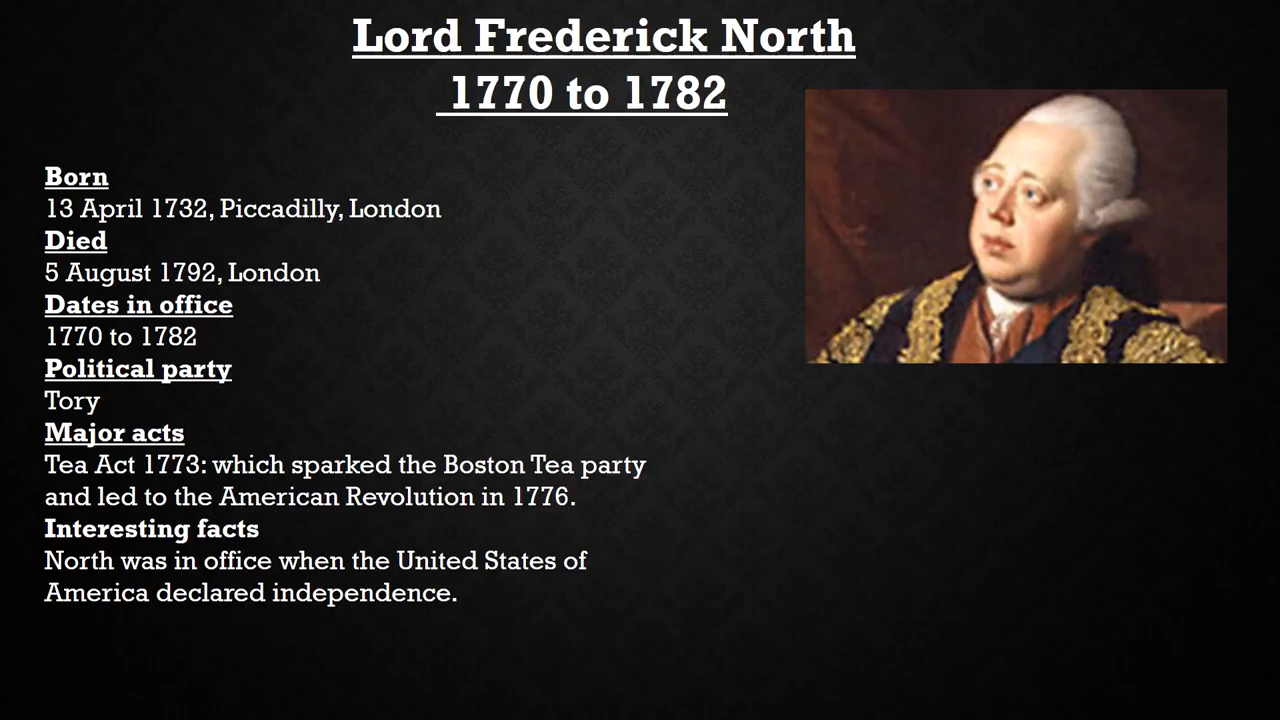 Lord Frederick North
1770 to 1782
Born
13 April 1732, Piccadilly, London
Died
5 August 1792, London
Dates in office
1770 to 1782
Political party
Tory
Major acts
Tea Act 1773: which sparked the Boston Tea party
and led to the American Revolution in 1776.
Interesting facts
North was in office when the United States of
America declared independence.